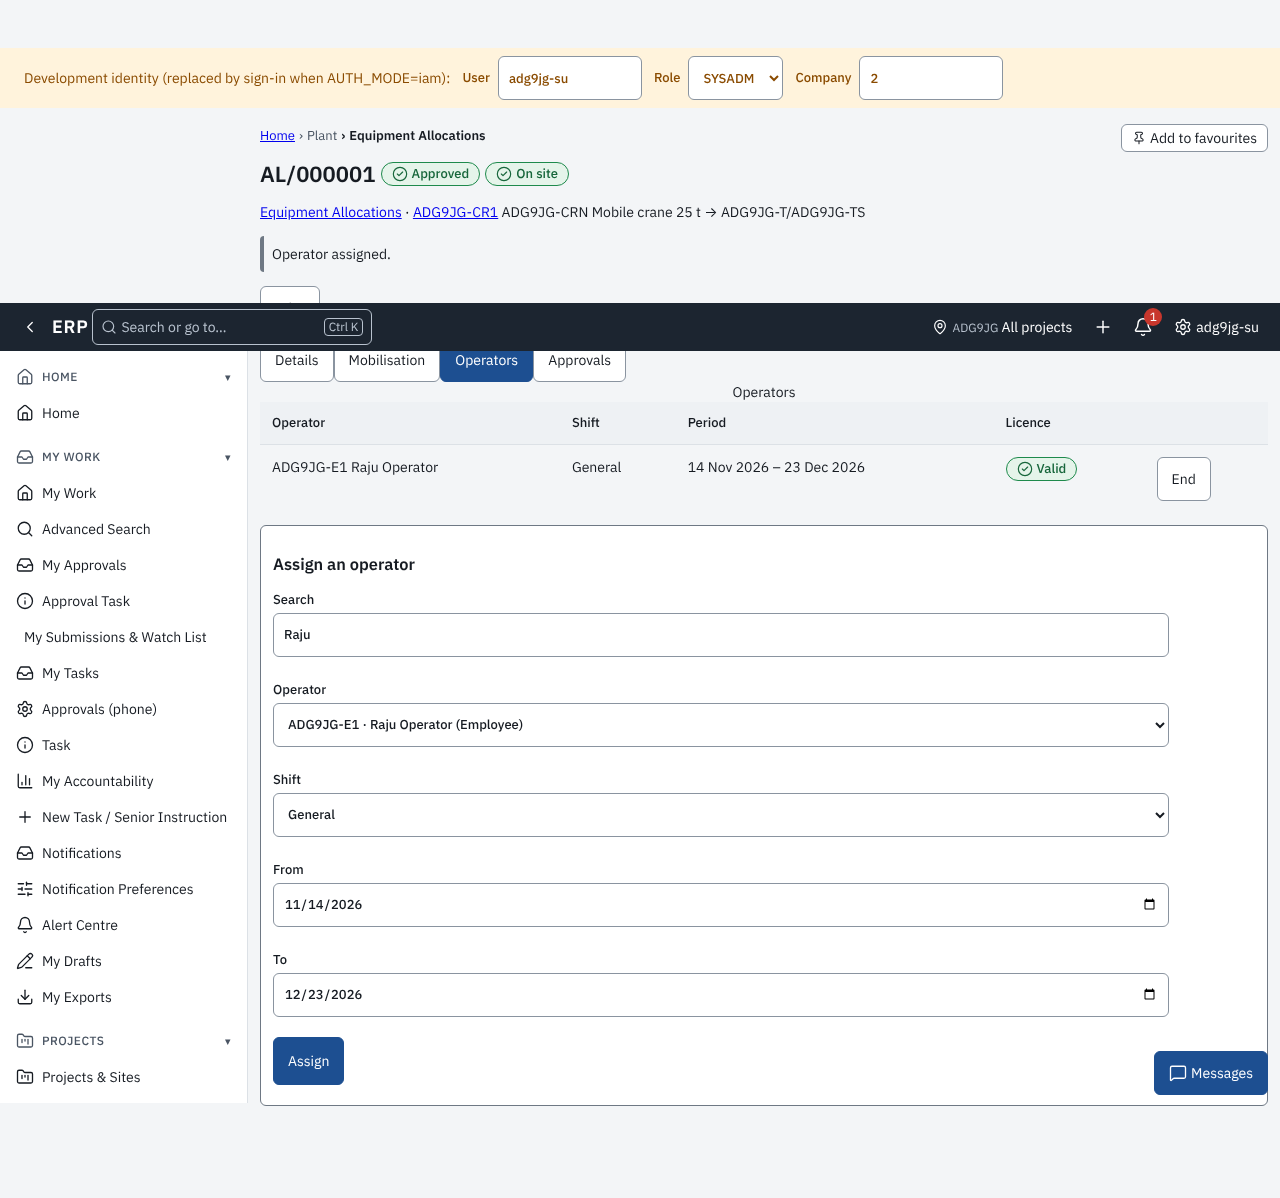 Development identity (replaced by sign-in when AUTH_MODE=iam): User adg9jg-su Role SYSADM Company 2
Home › Plant › Equipment Allocations
Add to favourites
AL/000001 Approved On site
Equipment Allocations · ADG9JG-CR1 ADG9JG-CRN Mobile crane 25 t → ADG9JG-T/ADG9JG-TS
Operator assigned.
ERP Search or go to... Ctrl K ADG9JG All projects 1 adg9jg-su
Details Mobilisation Operators Approvals
Operators
Operator Shift Period Licence
ADG9JG-E1 Raju Operator General 14 Nov 2026 – 23 Dec 2026 Valid End
Assign an operator
Search
Raju
Operator
ADG9JG-E1 · Raju Operator (Employee)
Shift
General
From
11/14/2026
To
12/23/2026
Assign
Messages
HOME
Home
MY WORK
My Work
Advanced Search
My Approvals
Approval Task
My Submissions & Watch List
My Tasks
Approvals (phone)
Task
My Accountability
New Task / Senior Instruction
Notifications
Notification Preferences
Alert Centre
My Drafts
My Exports
PROJECTS
Projects & Sites